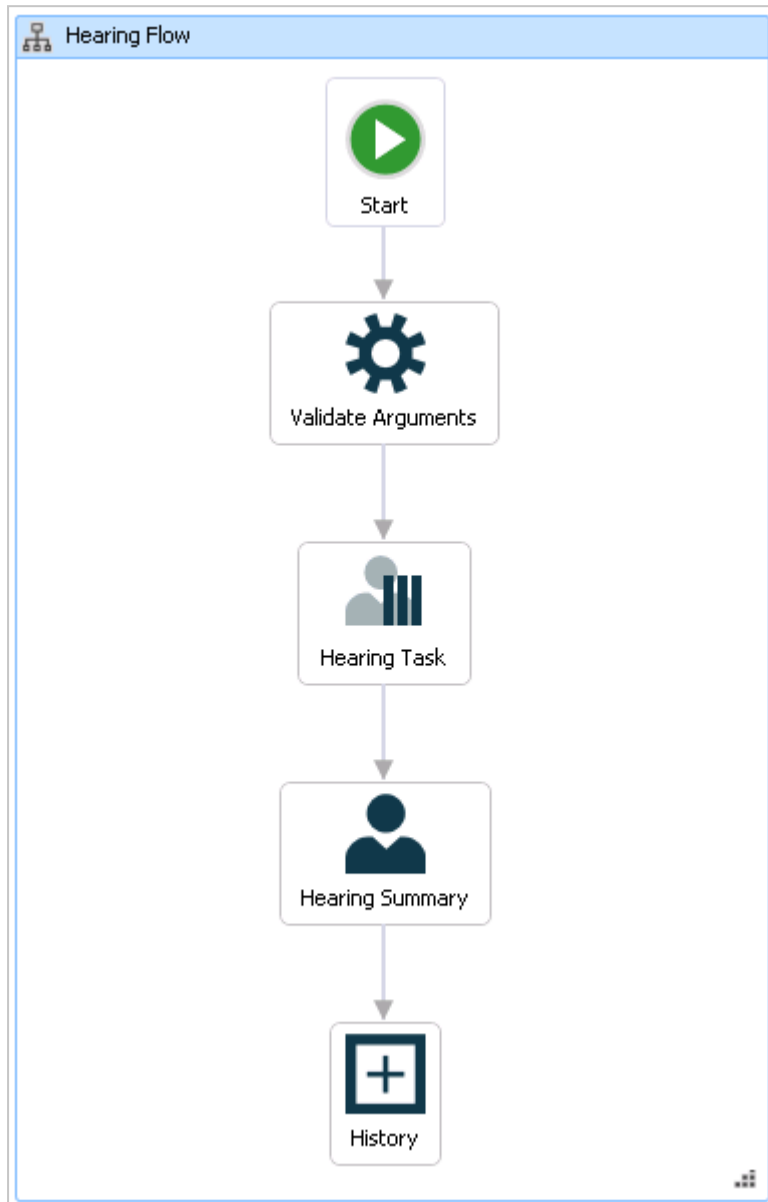 Hearing Flow
Start
Validate Arguments
Hearing Task
Hearing Summary
History